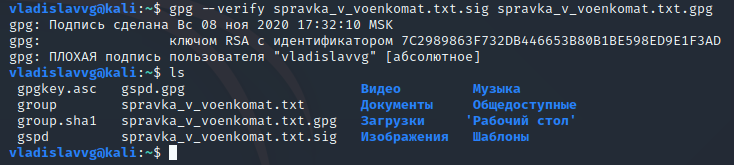 vladislavvg@kali:~$ gpg --verify spravka_v_voenkomat.txt.sig spravka_v_voenkomat.txt.gpg
gpg: Подпись сделана Вс 08 ноя 2020 17:32:10 MSK
gpg:                ключом RSA с идентификатором 7C2989863F732DB446653B80B1BE598ED9E1F3AD
gpg: ПЛОХАЯ подпись пользователя "vladislavvg" [абсолютное]
vladislavvg@kali:~$ ls
gpgkey.asc   gspd.gpg                      Видео         Музыка
group        spravka_v_voenkomat.txt       Документы     Общедоступные
group.sha1   spravka_v_voenkomat.txt.gpg   Загрузки     'Рабочий стол'
gspd         spravka_v_voenkomat.txt.sig   Изображения   Шаблоны
vladislavvg@kali:~$